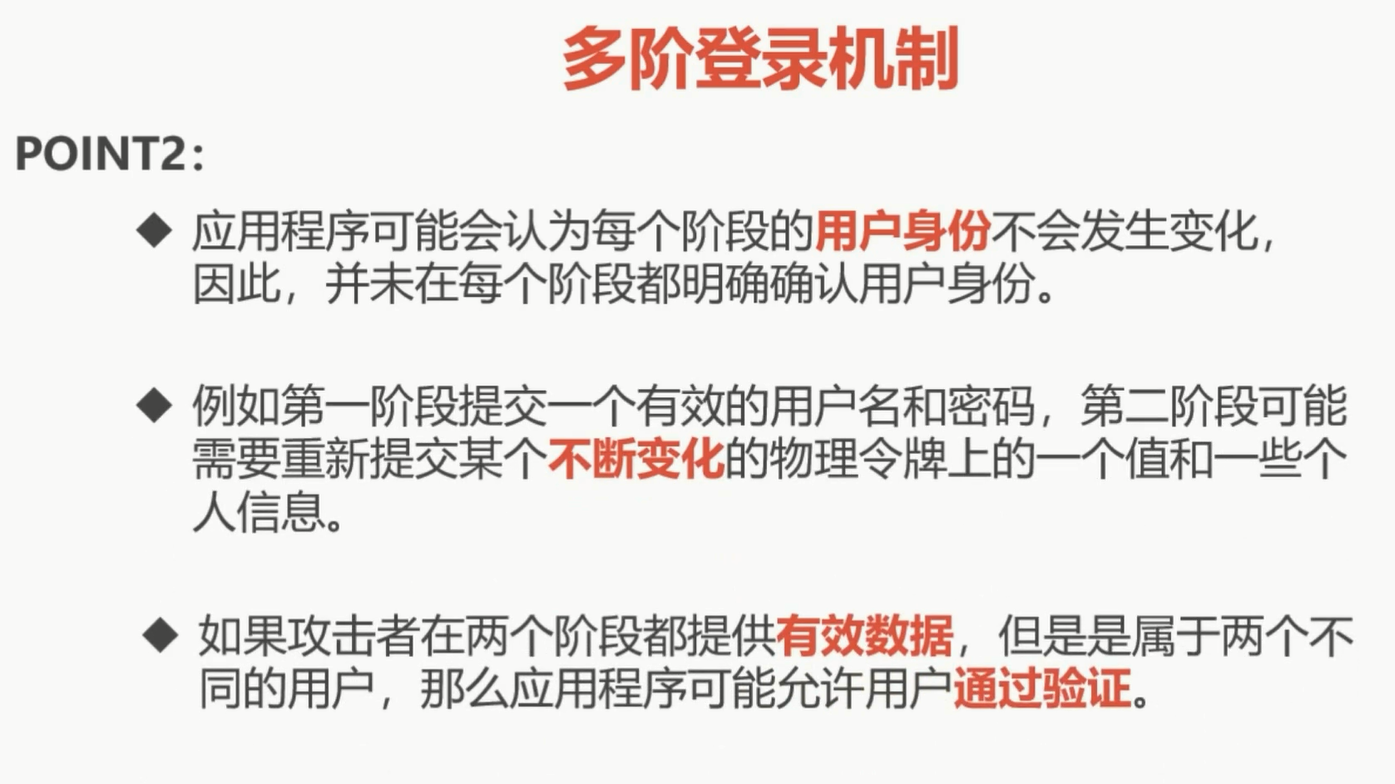 多阶登录机制
POINT2：
◆ 应用程序可能会认为每个阶段的用户身份不会发生变化，
因此，并未在每个阶段都明确确认用户身份。
◆ 例如第一阶段提交一个有效的用户名和密码，第二阶段可能
需要重新提交某个不断变化的物理令牌上的一个值和一些个
人信息。
◆ 如果攻击者在两个阶段都提供有效数据，但是是属于两个不
同的用户，那么应用程序可能允许用户通过验证。